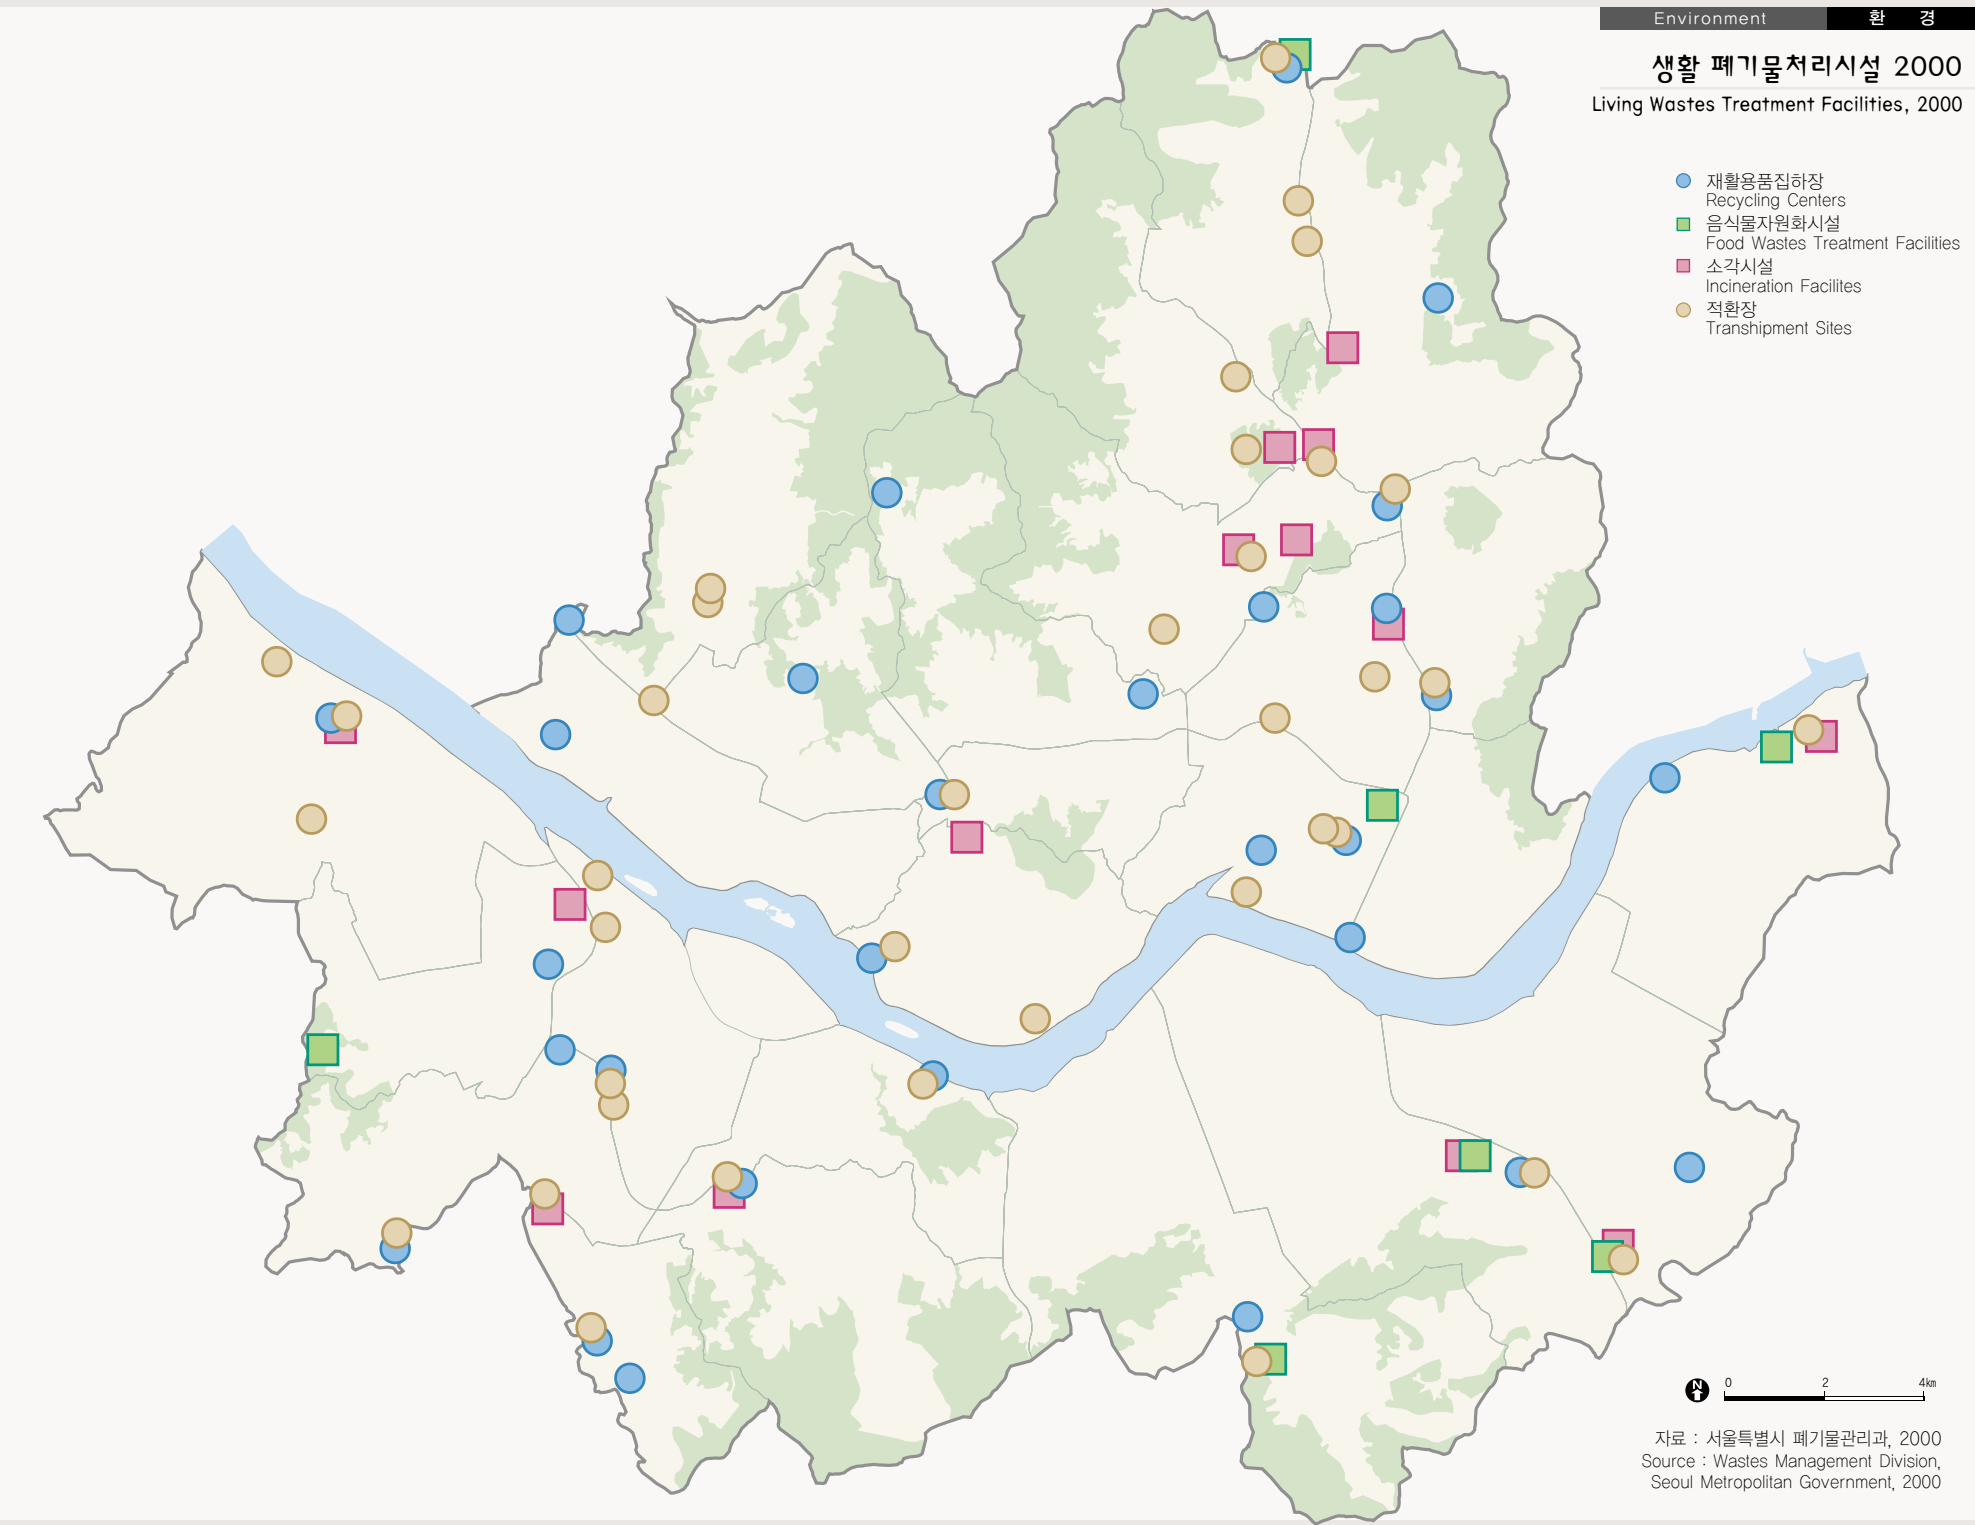 Environment 환 경
생활 폐기물처리시설 2000
Living Wastes Treatment Facilities, 2000
재활용품집하장
Recycling Centers
음식물자원화시설
Food Wastes Treatment Facilities
소각시설
Incineration Facilites
적환장
Transhipment Sites
N
0 2 4km
자료 : 서울특별시 폐기물관리과, 2000
Source : Wastes Management Division,
Seoul Metropolitan Government, 2000